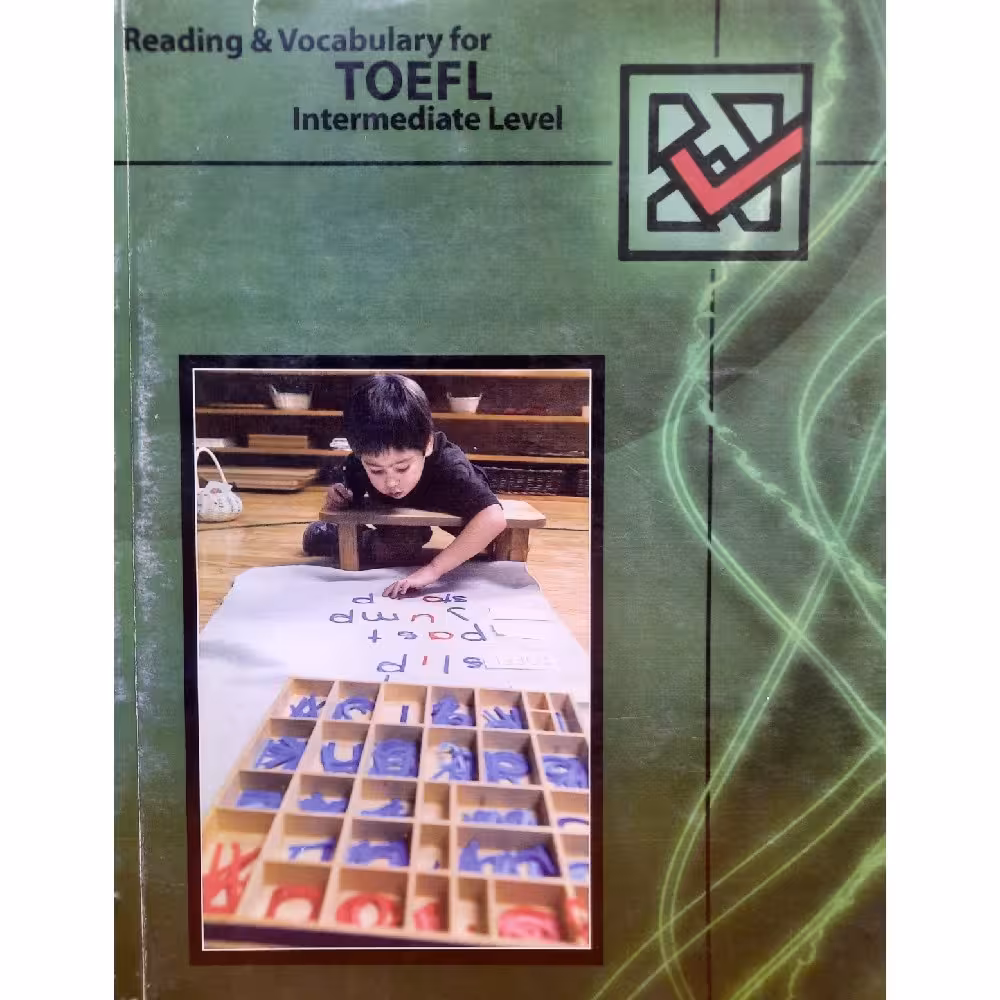 Reading & Vocabulary for
TOEFL
Intermediate Level
jump
past
slip